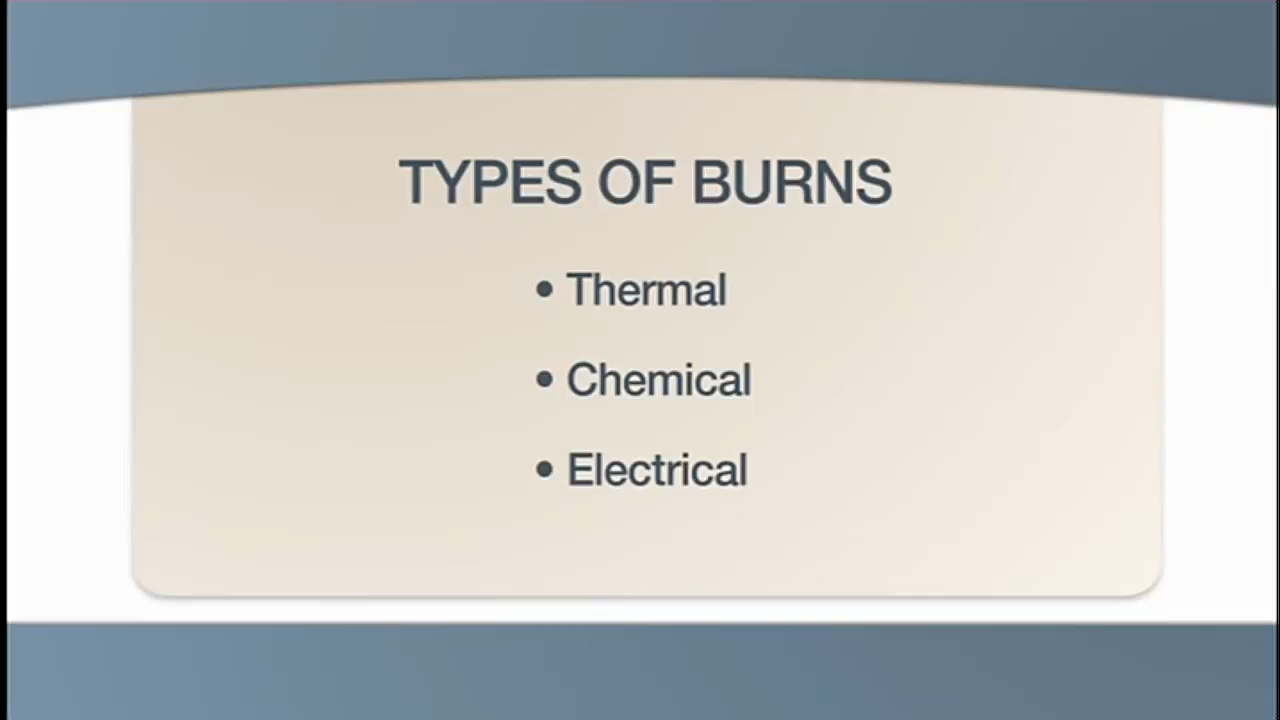 TYPES OF BURNS
• Thermal
• Chemical
• Electrical